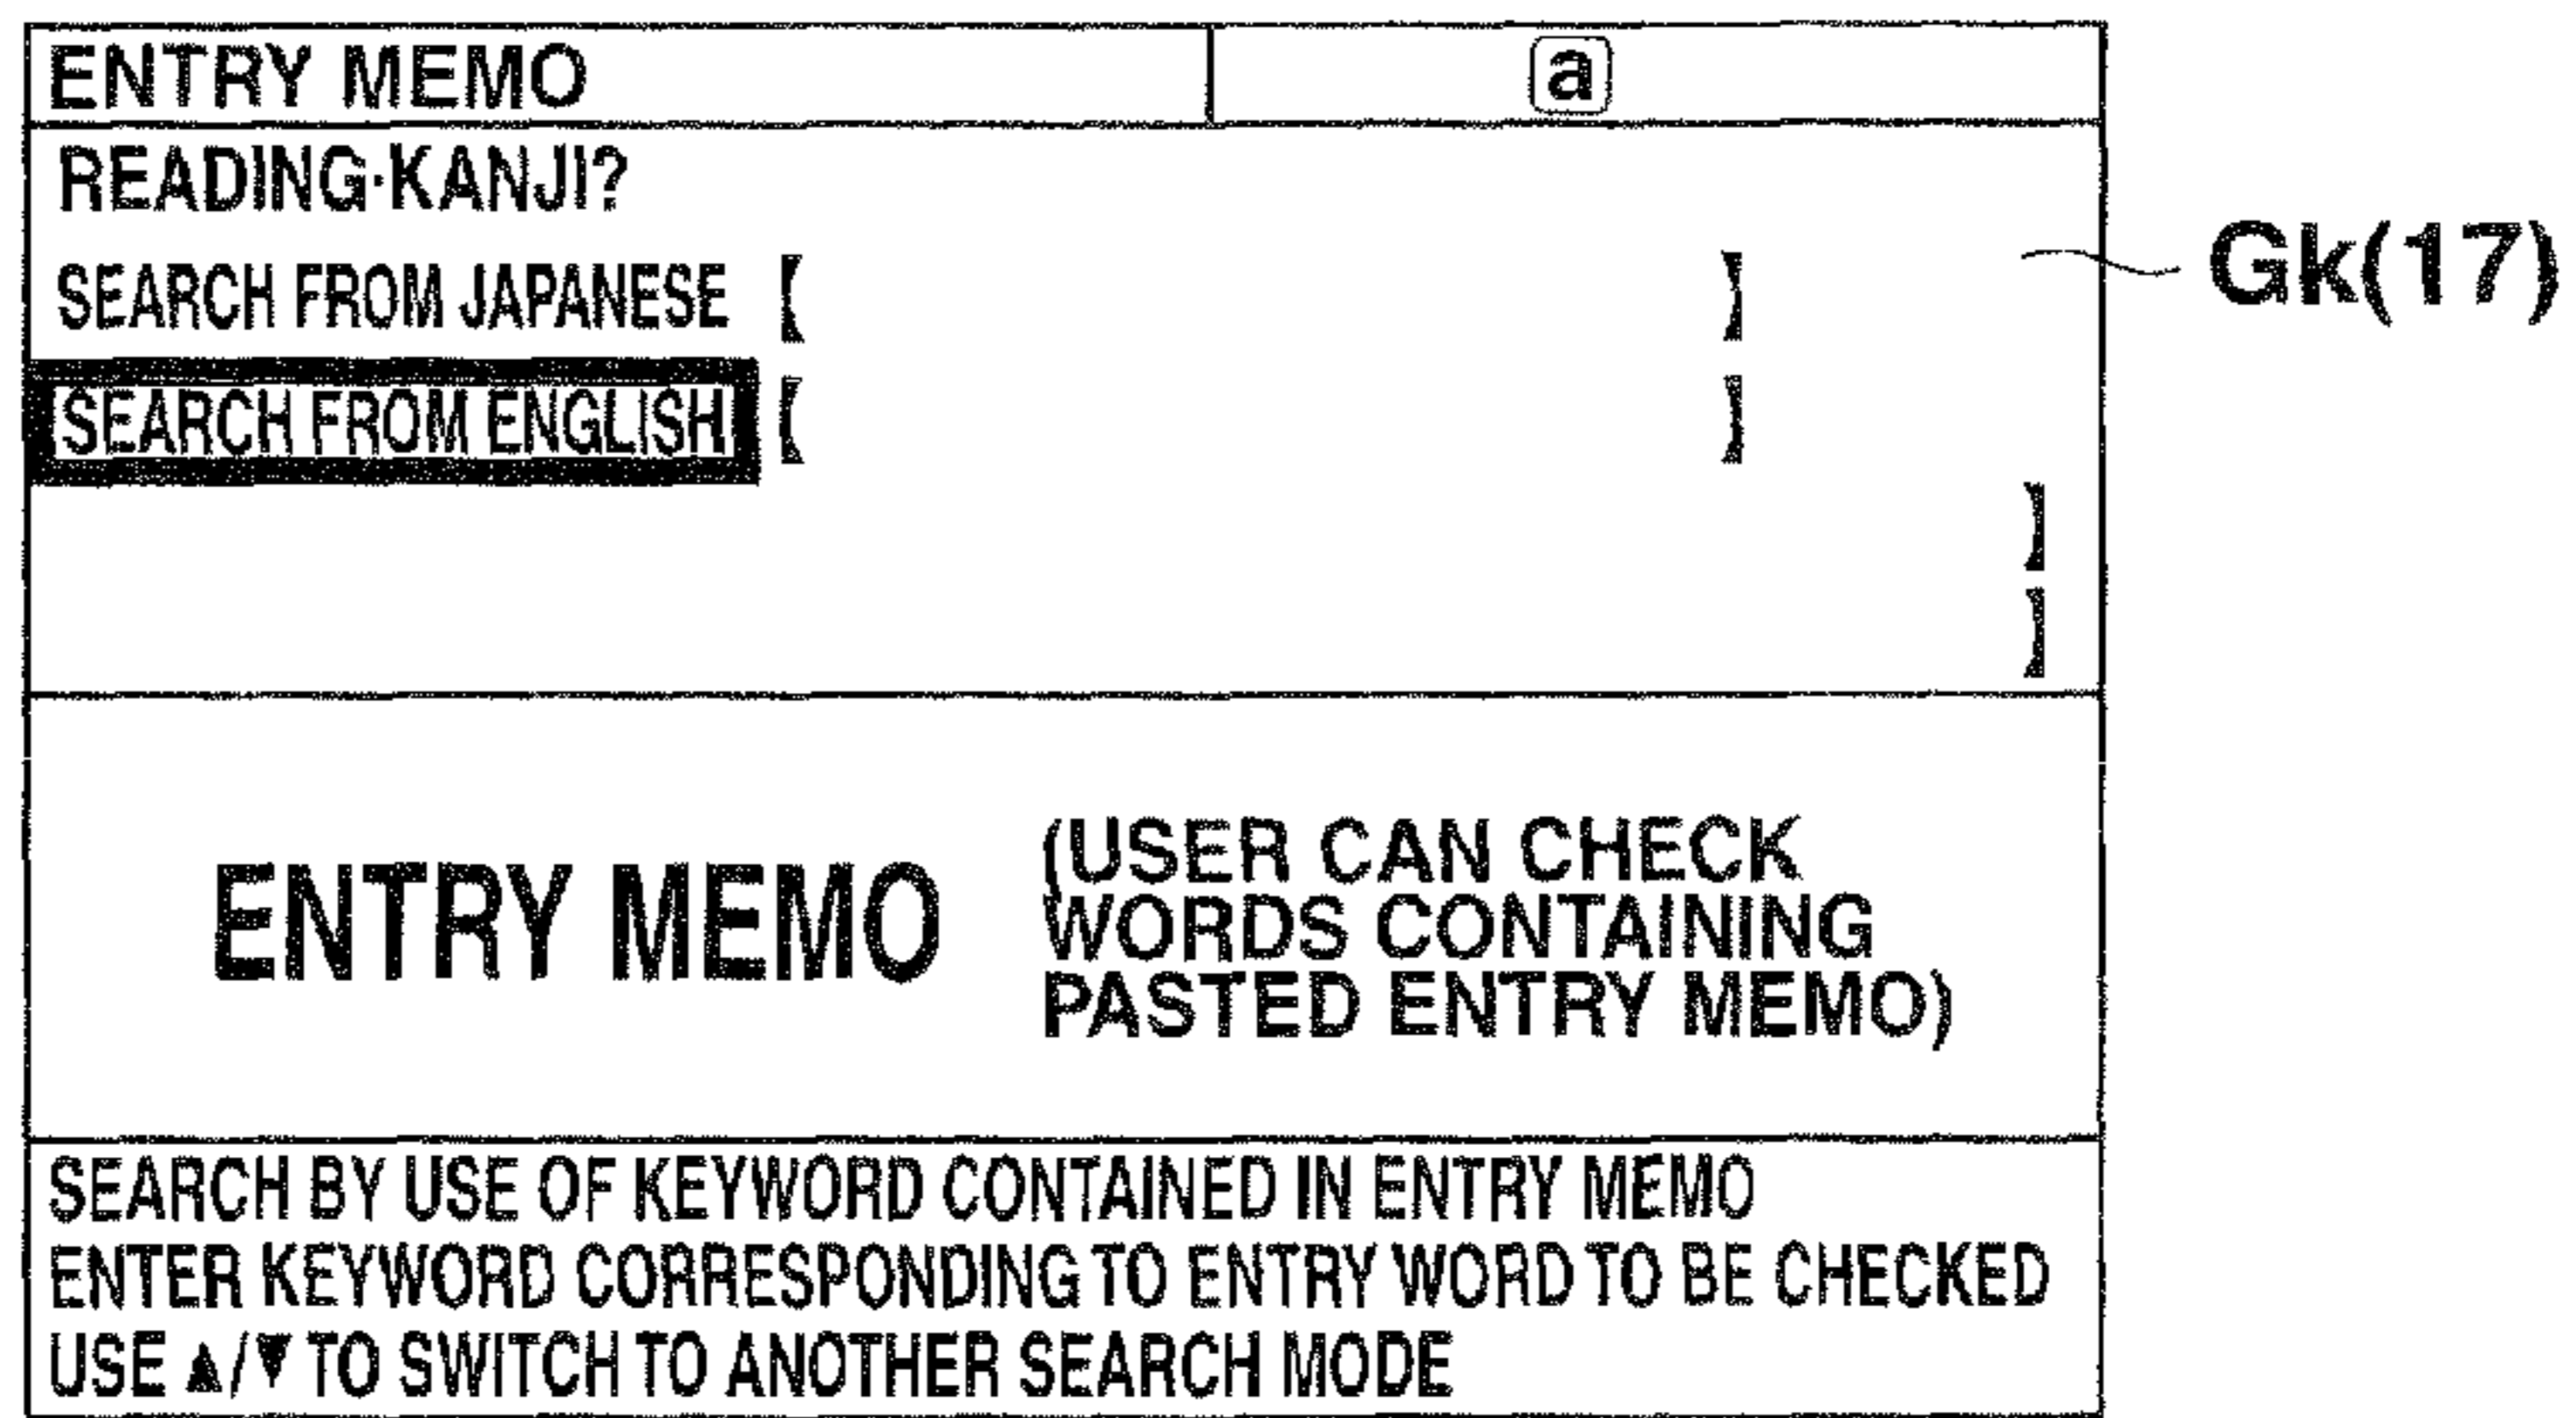 ENTRY MEMO a
READING·KANJI?
SEARCH FROM JAPANESE 【 】
Gk(17)
SEARCH FROM ENGLISH 【 】
】
】
ENTRY MEMO
(USER CAN CHECK
WORDS CONTAINING
PASTED ENTRY MEMO)
SEARCH BY USE OF KEYWORD CONTAINED IN ENTRY MEMO
ENTER KEYWORD CORRESPONDING TO ENTRY WORD TO BE CHECKED
USE ▲/▼ TO SWITCH TO ANOTHER SEARCH MODE